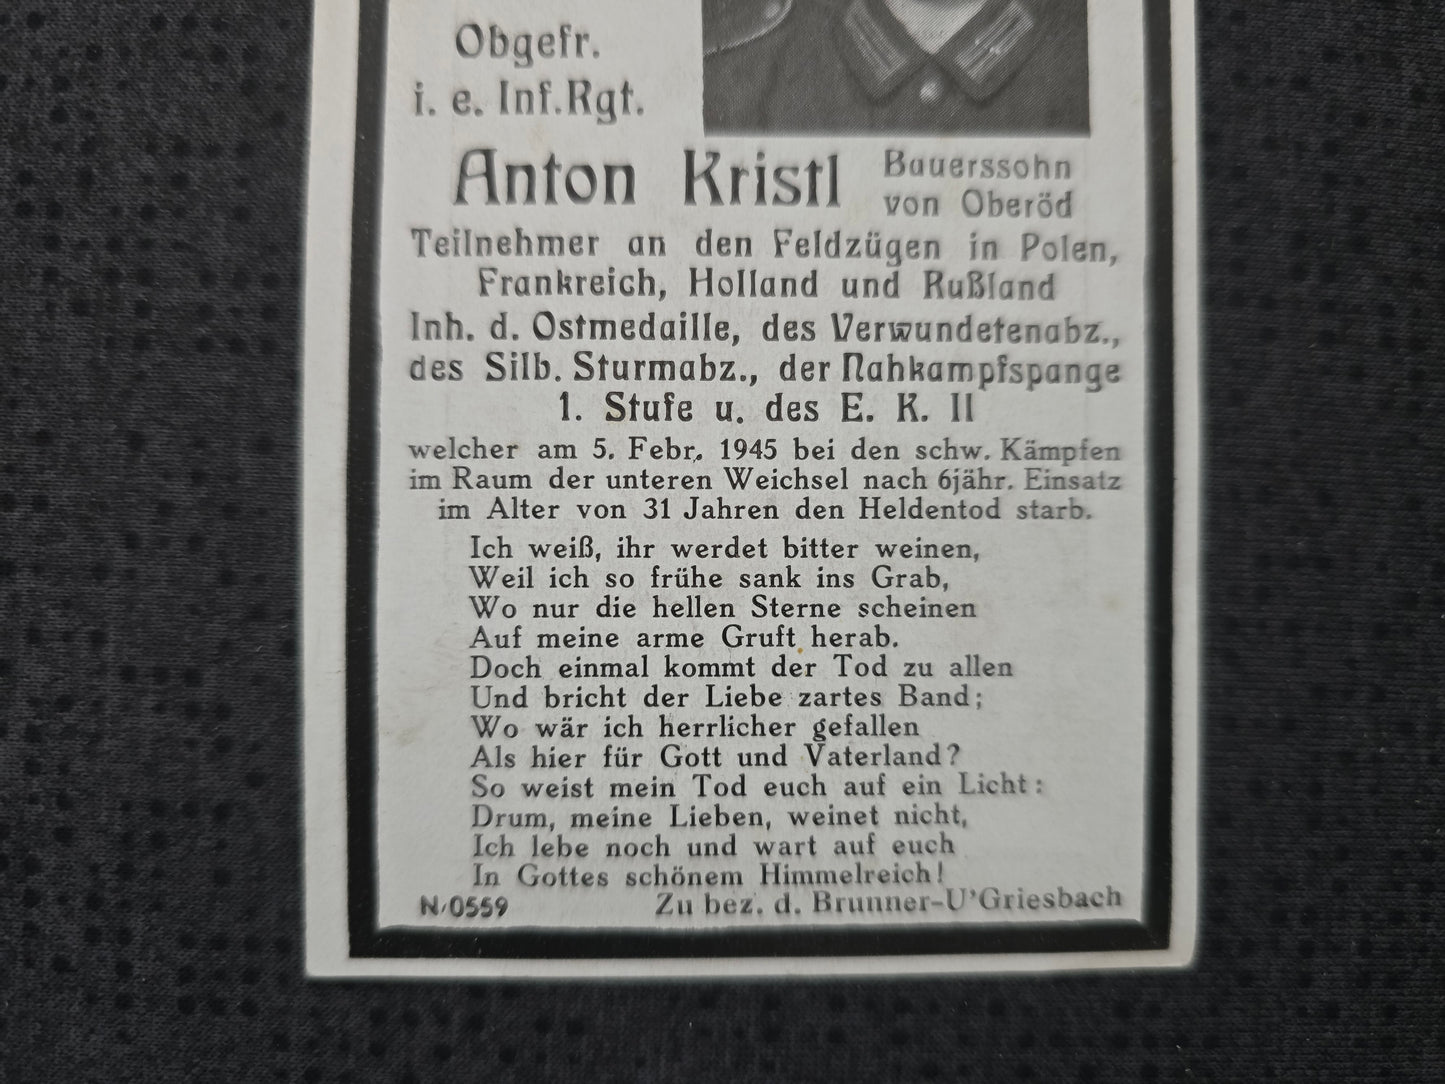 Obgefr.
i. e. Inf.Rgt.
Anton Kristl
Bauerssohn
von Oberöd
Teilnehmer an den Feldzügen in Polen,
Frankreich, Holland und Rußland
Inh. d. Ostmedaille, des Verwundetenabz.,
des Silb. Sturmabz., der Nahkampfspange
1. Stufe u. des E. K. II
welcher am 5. Febr. 1945 bei den schw. Kämpfen
im Raum der unteren Weichsel nach 6jähr. Einsatz
im Alter von 31 Jahren den Heldentod starb.
Ich weiß, ihr werdet bitter weinen,
Weil ich so frühe sank ins Grab,
Wo nur die hellen Sterne scheinen
Auf meine arme Gruft herab.
Doch einmal kommt der Tod zu allen
Und bricht der Liebe zartes Band;
Wo wär ich herrlicher gefallen
Als hier für Gott und Vaterland?
So weist mein Tod euch auf ein Licht:
Drum, meine Lieben, weinet nicht,
Ich lebe noch und wart auf euch
In Gottes schönem Himmelreich!
N/0559 Zu bez. d. Brunner-U'Griesbach